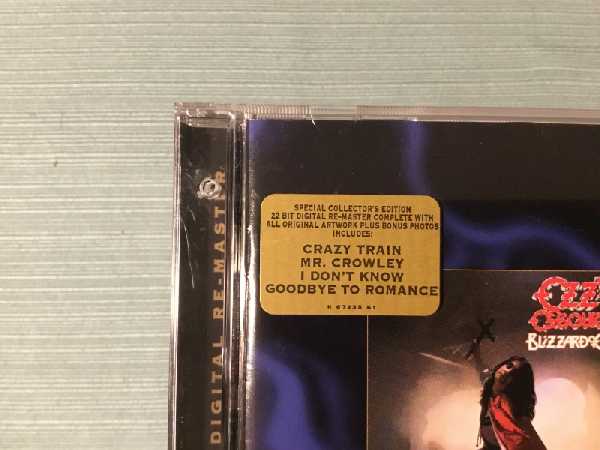 SPECIAL COLLECTOR'S EDITION
22 BIT DIGITAL RE-MASTER COMPLETE WITH
ALL ORIGINAL ARTWORK PLUS BONUS PHOTOS
INCLUDES:
CRAZY TRAIN
MR. CROWLEY
I DON'T KNOW
GOODBYE TO ROMANCE
DIGITAL RE-MASTER
BLIZZARD